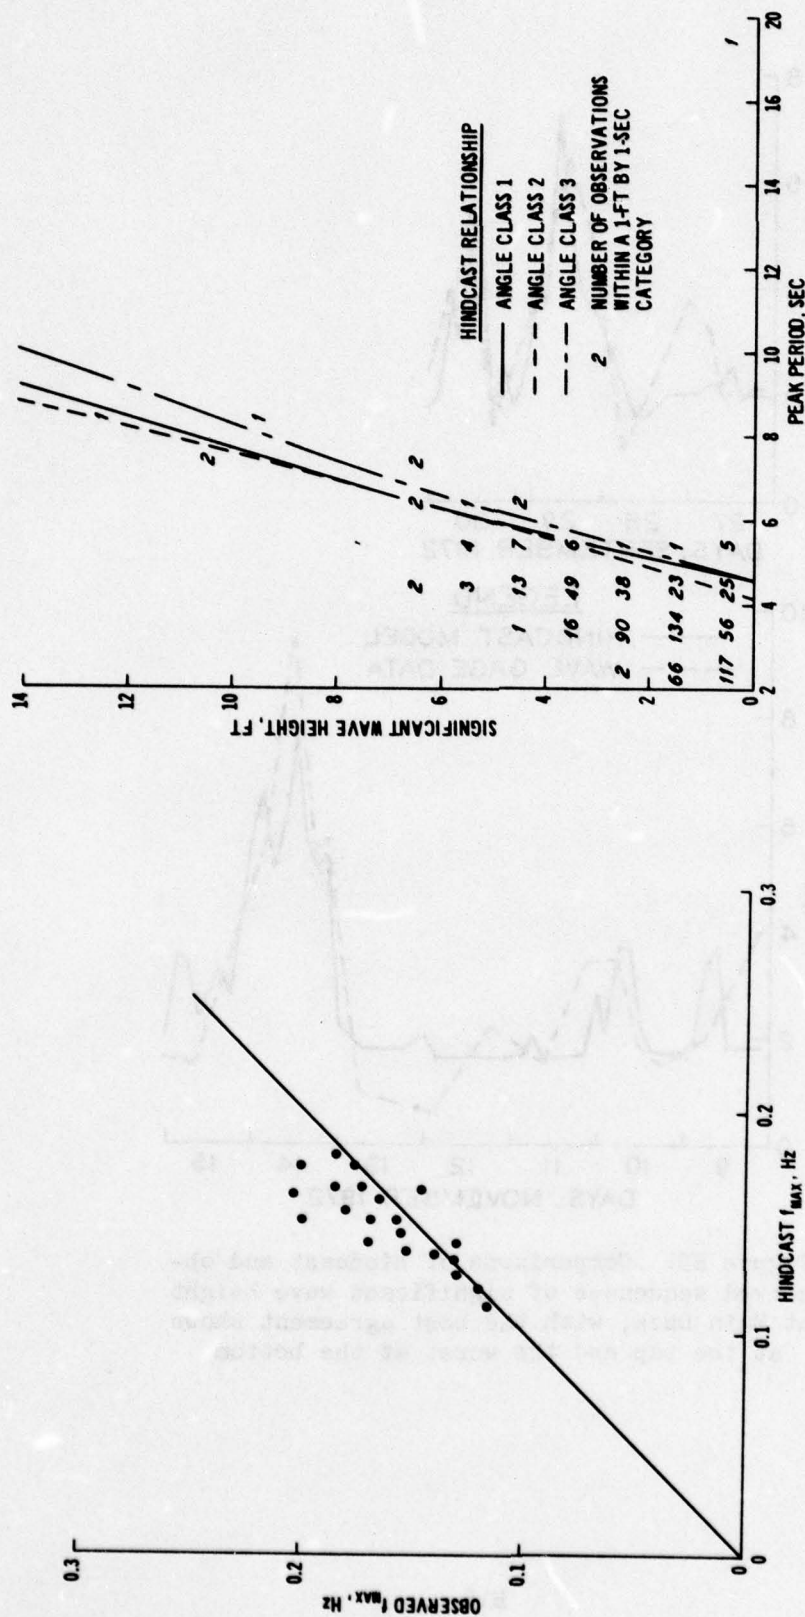 0.3
0.2
0.1
0
OBSERVED fMAX, Hz
0.1
0.2
0.3
HINDCAST fMAX, Hz
14
12
10
8
6
4
2
0
SIGNIFICANT WAVE HEIGHT, FT
1
2
1
2 2 2
3 4 1
1 13 7 2
16 49 6
2 90 38 1
66 134 23 1
117 56 25 5 1
HINDCAST RELATIONSHIP
ANGLE CLASS 1
ANGLE CLASS 2
ANGLE CLASS 3
2 NUMBER OF OBSERVATIONS
WITHIN A 1-FT BY 1-SEC
CATEGORY
2 4 6 8 10 12 14 16 18 20
PEAK PERIOD, SEC